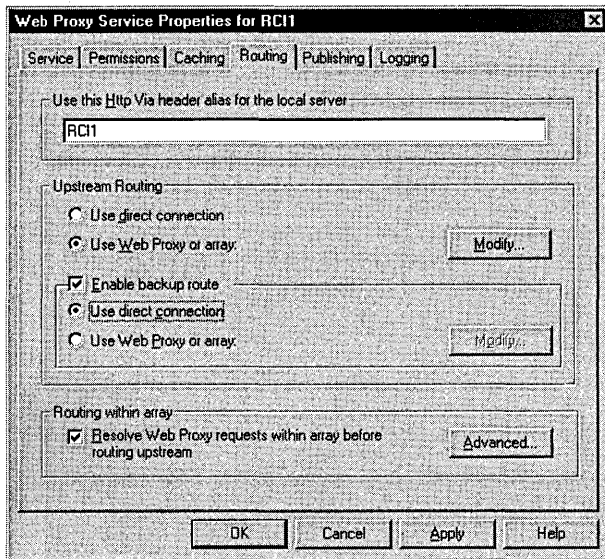 Web Proxy Service Properties for RCI1
Service Permissions Caching Routing Publishing Logging
Use this Http Via header alias for the local server
RCI1
Upstream Routing
Use direct connection
Use Web Proxy or array:
Modify...
Enable backup route
Use direct connection
Use Web Proxy or array:
Modify...
Routing within array
Resolve Web Proxy requests within array before
routing upstream
Advanced...
OK Cancel Apply Help